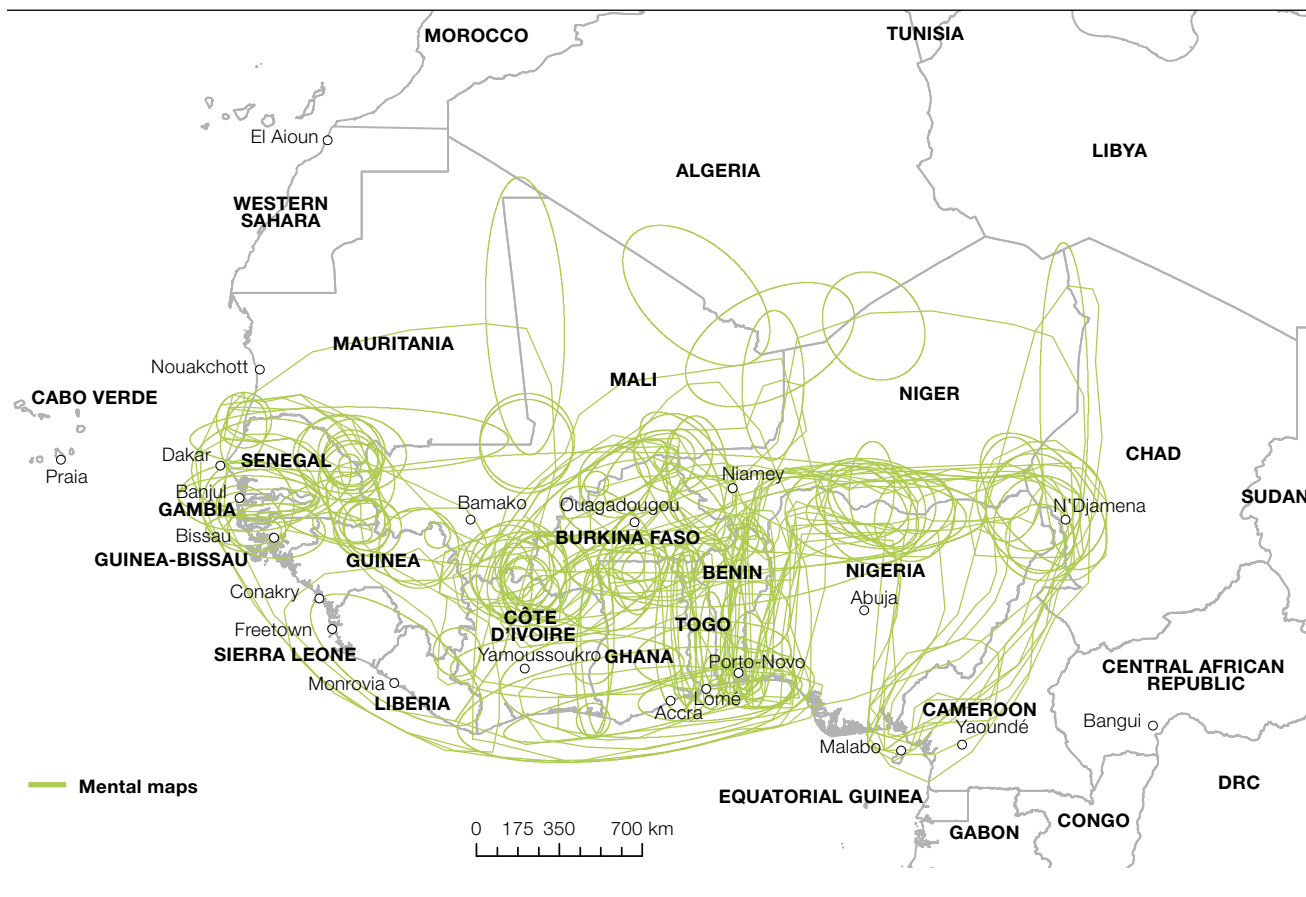 MOROCCO
TUNISIA
El Aioun
LIBYA
ALGERIA
WESTERN
SAHARA
MAURITANIA
Nouakchott
MALI
NIGER
CABO VERDE
CHAD
Dakar
SENEGAL
Praia
Niamey
Banjul
GAMBIA
Bamako
Ouagadougou
N'Djamena
SUDAN
Bissau
BURKINA FASO
GUINEA-BISSAU
GUINEA
BENIN
NIGERIA
Conakry
Abuja
CÔTE
D'IVOIRE
TOGO
Freetown
SIERRA LEONE
Yamoussoukro
GHANA
Porto-Novo
CENTRAL AFRICAN
REPUBLIC
Monrovia
LIBERIA
Lomé
Accra
CAMEROON
Yaoundé
Bangui
Malabo
Mental maps
DRC
EQUATORIAL GUINEA
CONGO
GABON
0 175 350 700 km